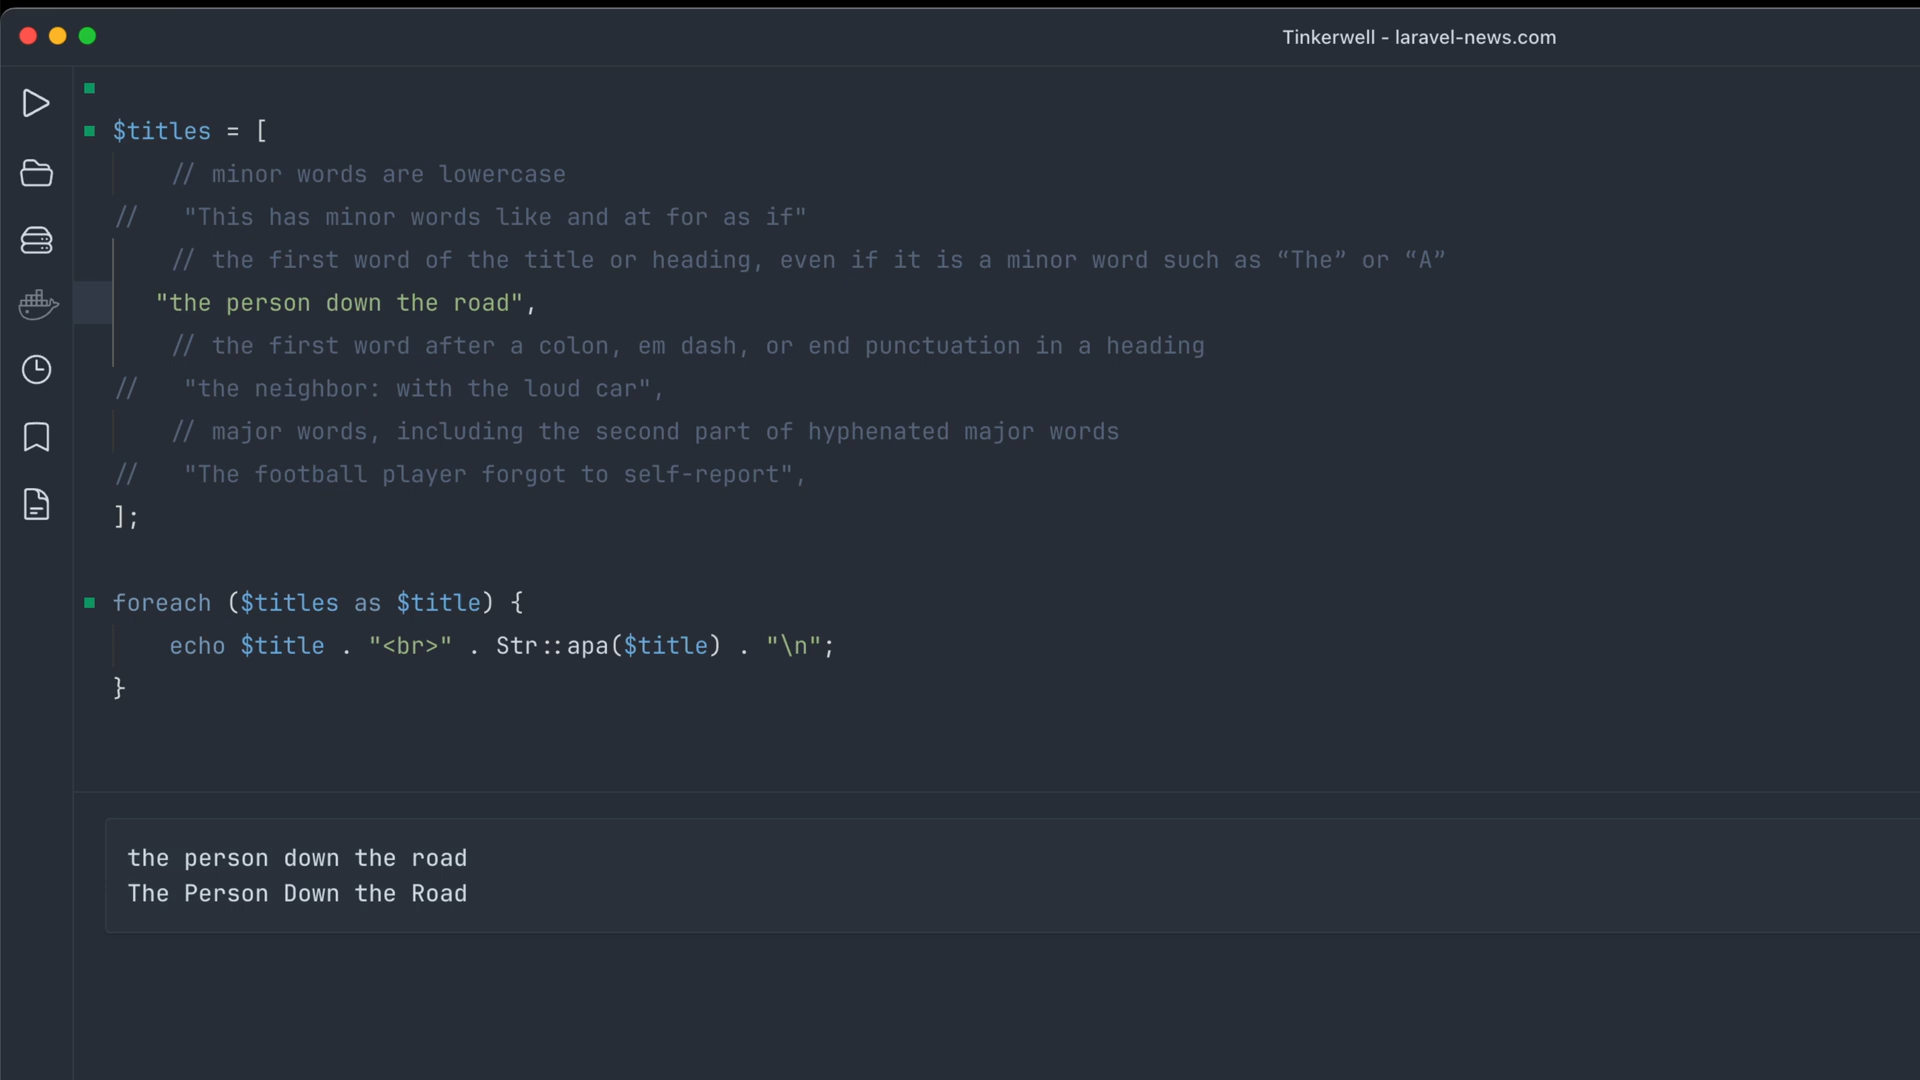 Tinkerwell - laravel-news.com
$titles = [
// minor words are lowercase
// "This has minor words like and at for as if"
// the first word of the title or heading, even if it is a minor word such as “The” or “A”
"the person down the road",
// the first word after a colon, em dash, or end punctuation in a heading
// "the neighbor: with the loud car",
// major words, including the second part of hyphenated major words
// "The football player forgot to self-report",
];
foreach ($titles as $title) {
echo $title . "<br>" . Str::apa($title) . "\n";
}
the person down the road
The Person Down the Road